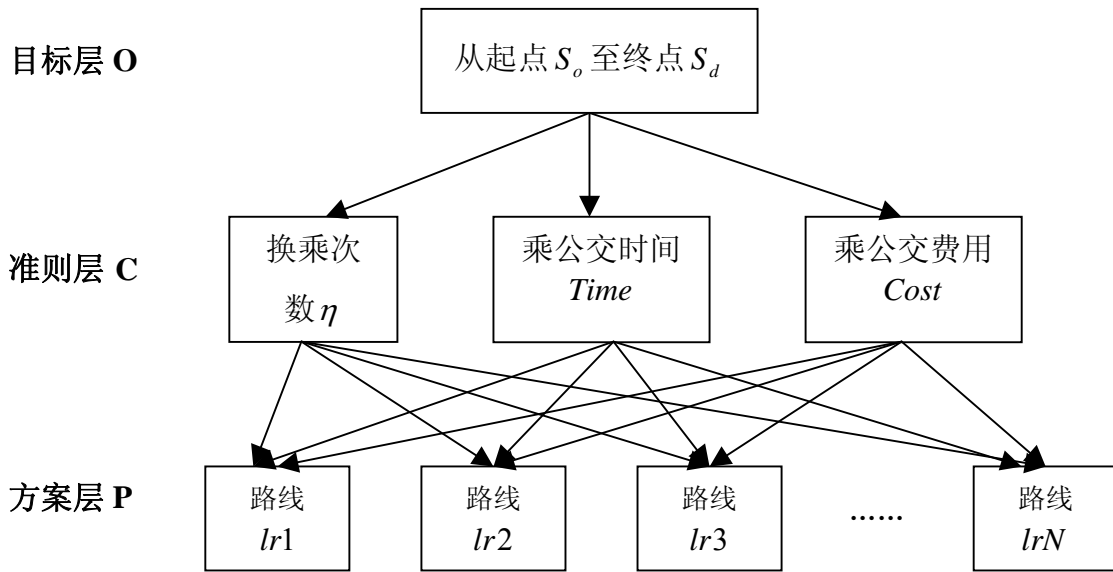 目标层 O
从起点 S_o 至终点 S_d
准则层 C
换乘次
数 η
乘公交时间
Time
乘公交费用
Cost
方案层 P
路线
lr1
路线
lr2
路线
lr3
……
路线
lrN